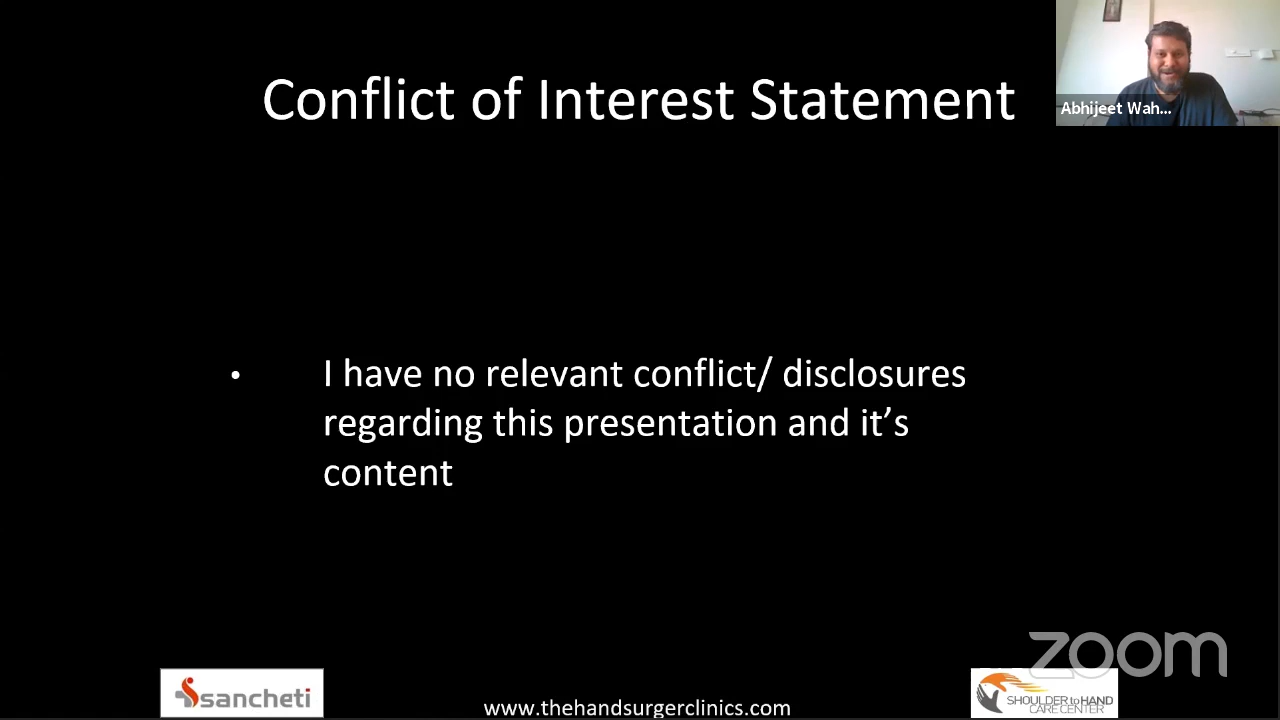 Conflict of Interest Statement
Abhijeet Wah...
• I have no relevant conflict/ disclosures
regarding this presentation and it’s
content
zoom
sancheti
www.thehandsurgerclinics.com
SHOULDER to HAND
CARE CENTER